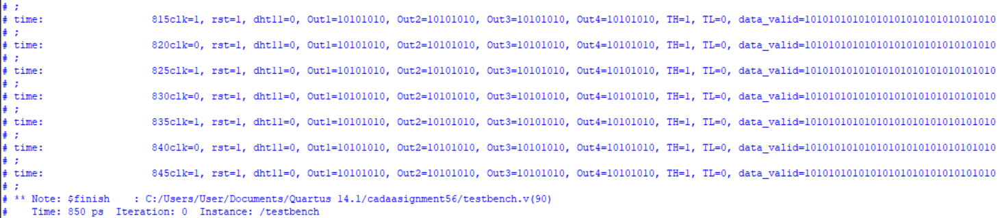 # ;
# time:                  815clk=1, rst=1, dht11=0, Out1=10101010, Out2=10101010, Out3=10101010, Out4=10101010, TH=1, TL=0, data_valid=10101010101010101010101010101010
# ;
# time:                  820clk=0, rst=1, dht11=0, Out1=10101010, Out2=10101010, Out3=10101010, Out4=10101010, TH=1, TL=0, data_valid=10101010101010101010101010101010
# ;
# time:                  825clk=1, rst=1, dht11=0, Out1=10101010, Out2=10101010, Out3=10101010, Out4=10101010, TH=1, TL=0, data_valid=10101010101010101010101010101010
# ;
# time:                  830clk=0, rst=1, dht11=0, Out1=10101010, Out2=10101010, Out3=10101010, Out4=10101010, TH=1, TL=0, data_valid=10101010101010101010101010101010
# ;
# time:                  835clk=1, rst=1, dht11=0, Out1=10101010, Out2=10101010, Out3=10101010, Out4=10101010, TH=1, TL=0, data_valid=10101010101010101010101010101010
# ;
# time:                  840clk=0, rst=1, dht11=0, Out1=10101010, Out2=10101010, Out3=10101010, Out4=10101010, TH=1, TL=0, data_valid=10101010101010101010101010101010
# ;
# time:                  845clk=1, rst=1, dht11=0, Out1=10101010, Out2=10101010, Out3=10101010, Out4=10101010, TH=1, TL=0, data_valid=10101010101010101010101010101010
# ;
# ** Note: $finish    : C:/Users/User/Documents/Quartus 14.1/cadaasignment56/testbench.v(90)
#    Time: 850 ps  Iteration: 0  Instance: /testbench